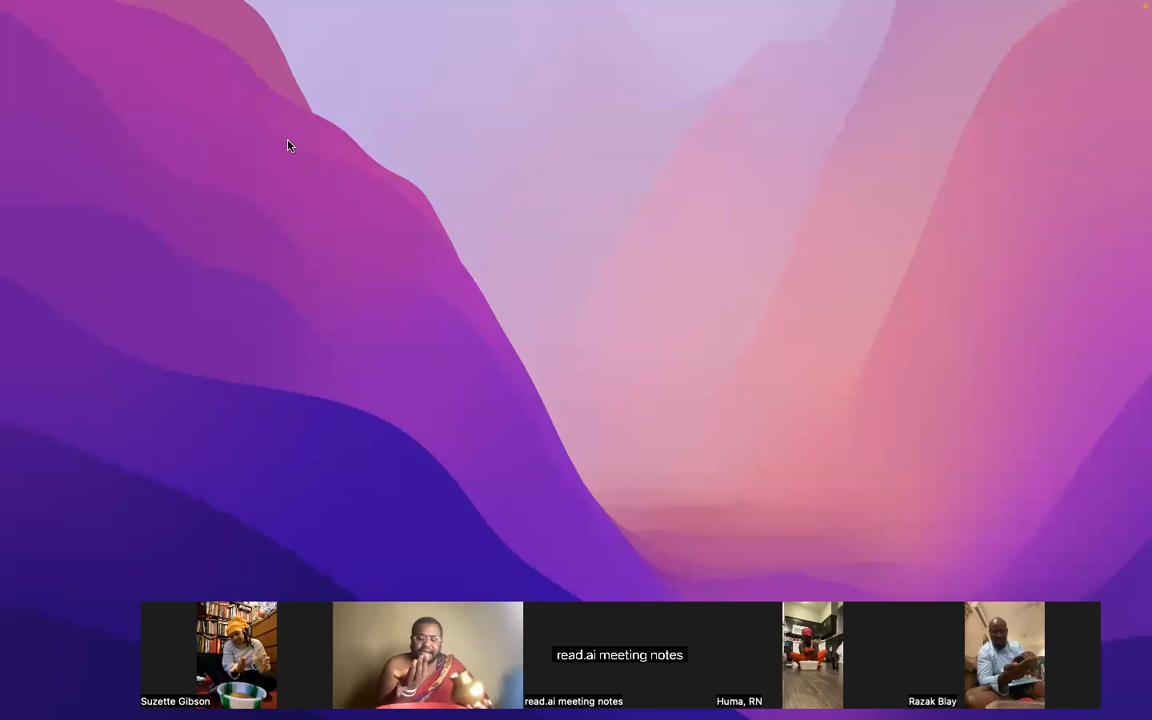 read.ai meeting notes
Suzette Gibson
read.ai meeting notes
Huma, RN
Razak Blay